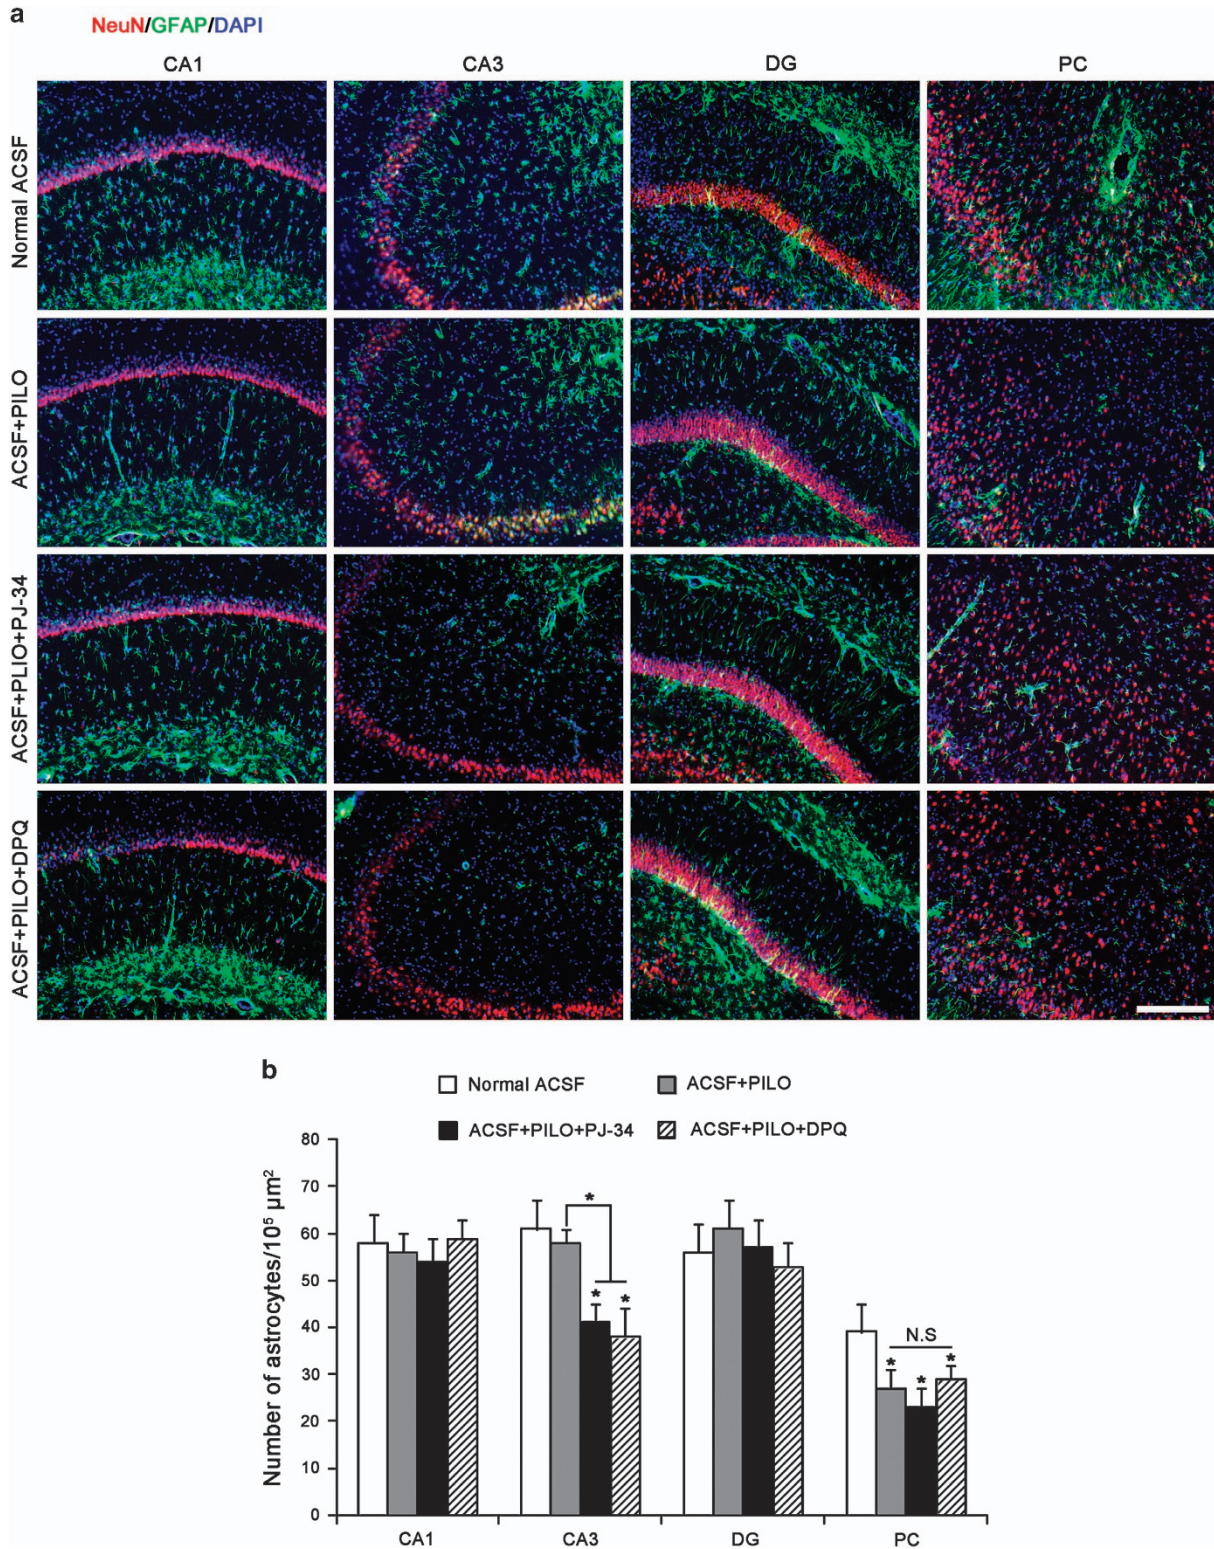 a
NeuN/GFAP/DAPI
CA1 CA3 DG PC
Normal ACSF
ACSF+PILO
ACSF+PLIO+PJ-34
ACSF+PILO+DPQ
b
Normal ACSF ACSF+PILO
ACSF+PILO+PJ-34 ACSF+PILO+DPQ
Number of astrocytes/10⁵ µm²
80
70
60
50
40
30
20
10
0
*
* *
N.S
* * *
CA1 CA3 DG PC